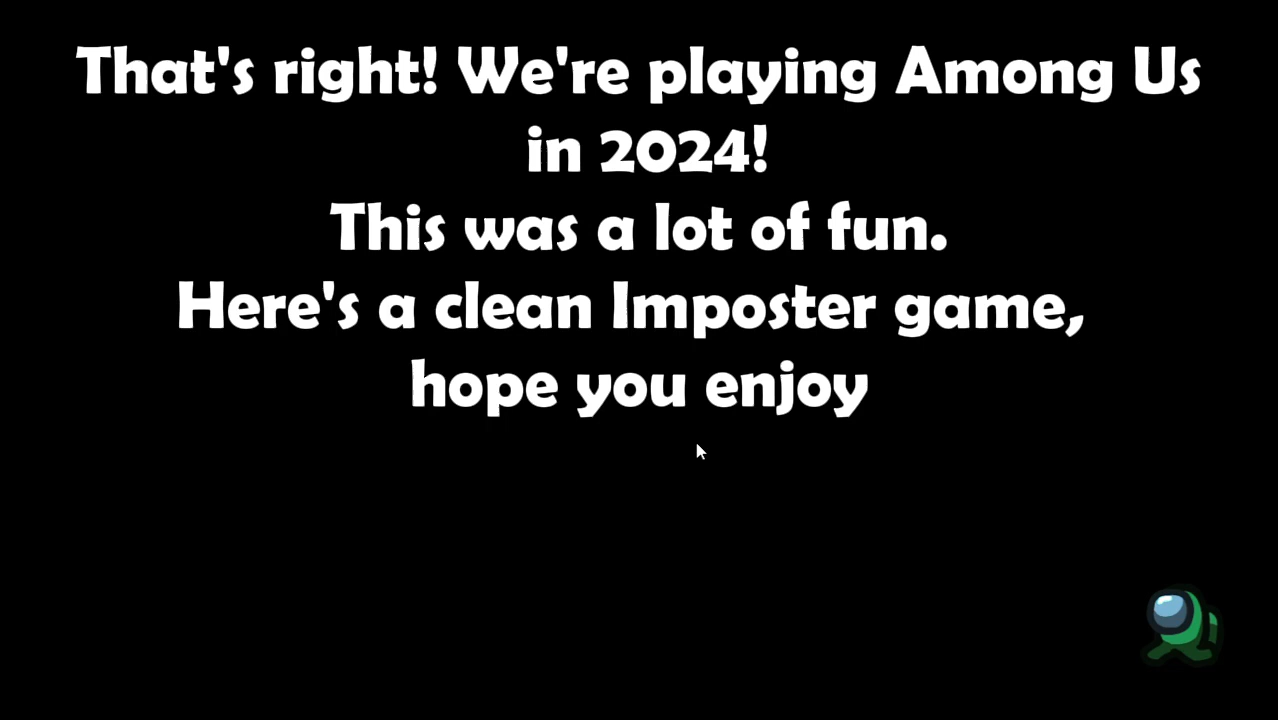 That's right! We're playing Among Us
in 2024!
This was a lot of fun.
Here's a clean Imposter game,
hope you enjoy